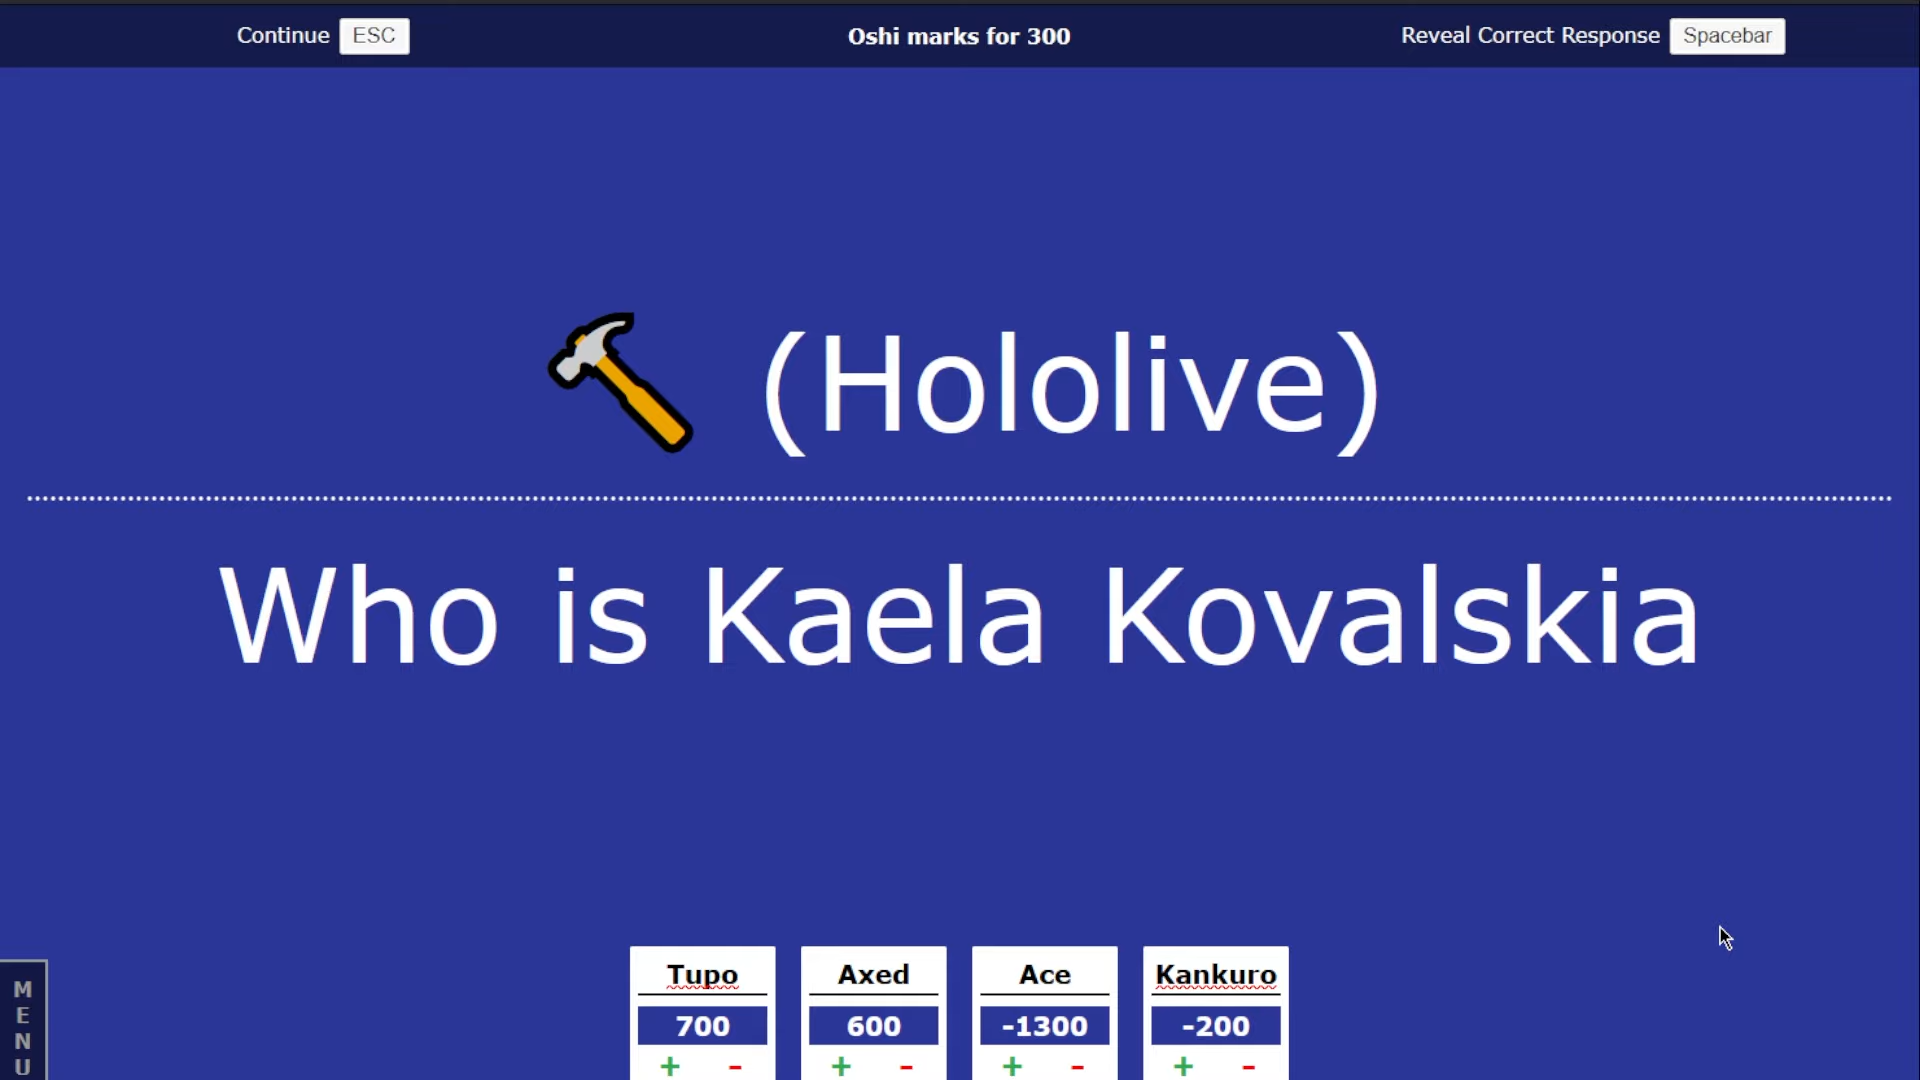 Continue ESC
Oshi marks for 300
Reveal Correct Response Spacebar
(Hololive)
Who is Kaela Kovalskia
Tupo Axed Ace Kankuro
700 600 -1300 -200
+ - + - + - + -
MENU